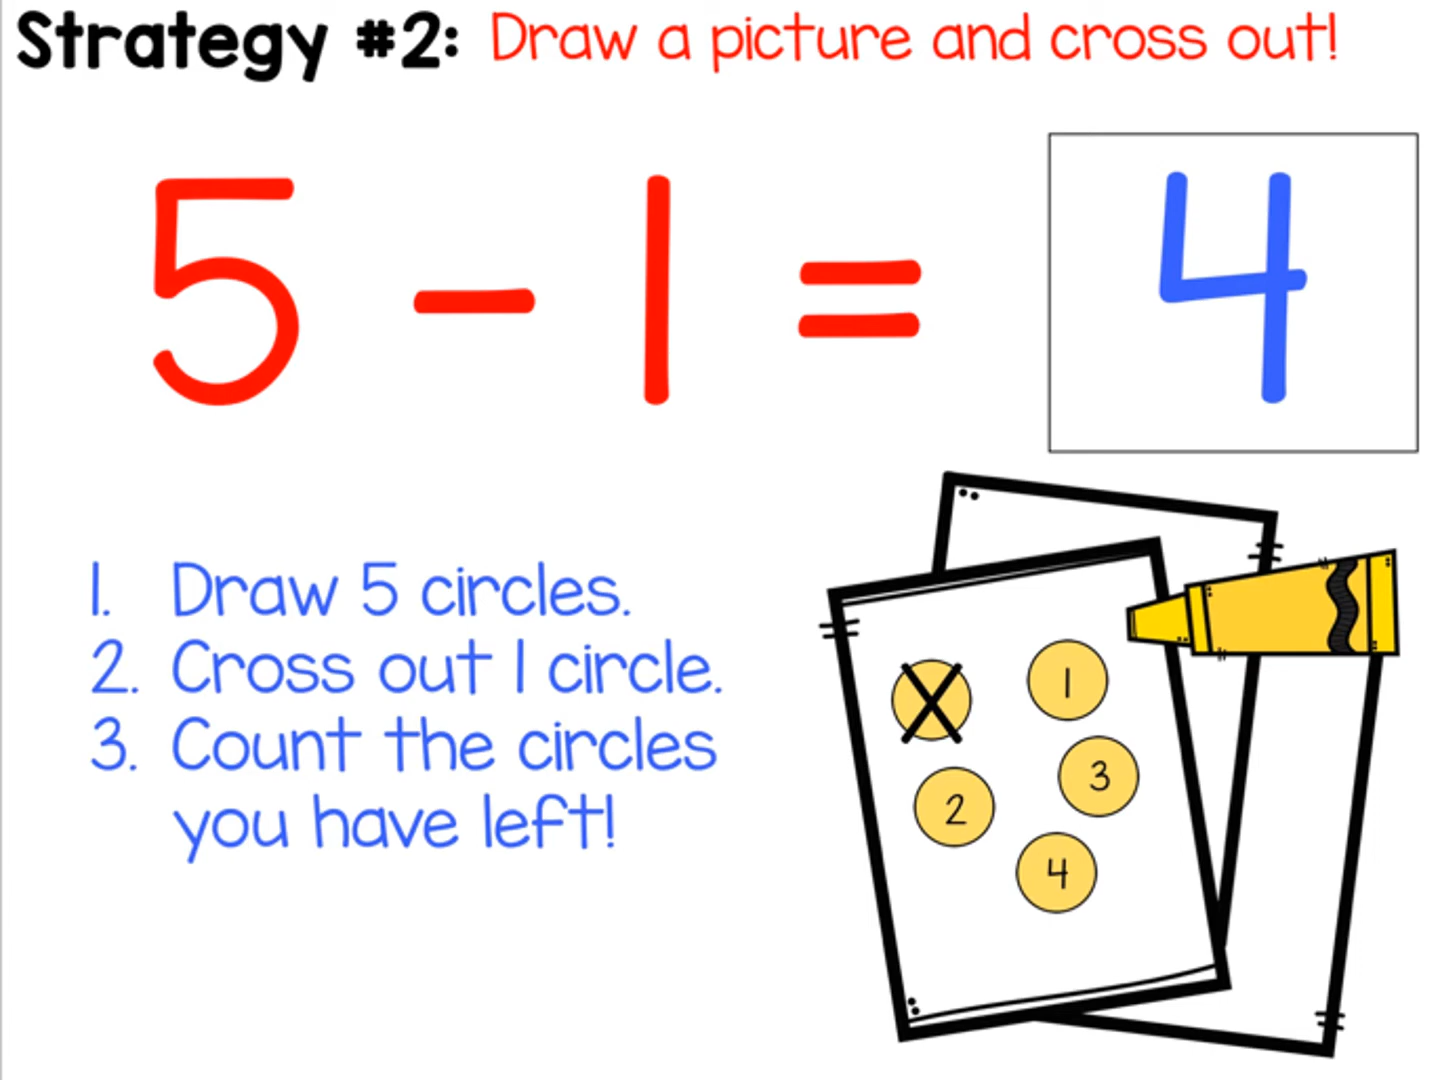 Strategy #2: Draw a picture and cross out!
5 - 1 = 4
1. Draw 5 circles.
2. Cross out 1 circle.
3. Count the circles
you have left!
X 1
2 3
4